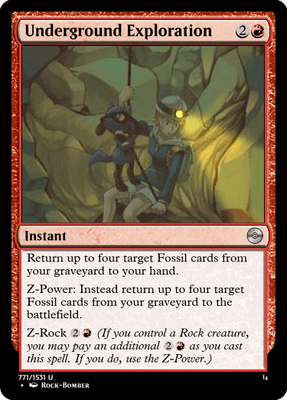 Underground Exploration 2
Instant
Return up to four target Fossil cards from
your graveyard to your hand.
Z-Power: Instead return up to four target
Fossil cards from your graveyard to the
battlefield.
Z-Rock 2 (If you control a Rock creature,
you may pay an additional 2 as you cast
this spell. If you do, use the Z-Power.)
771/1531 U
• Rock-Bomber